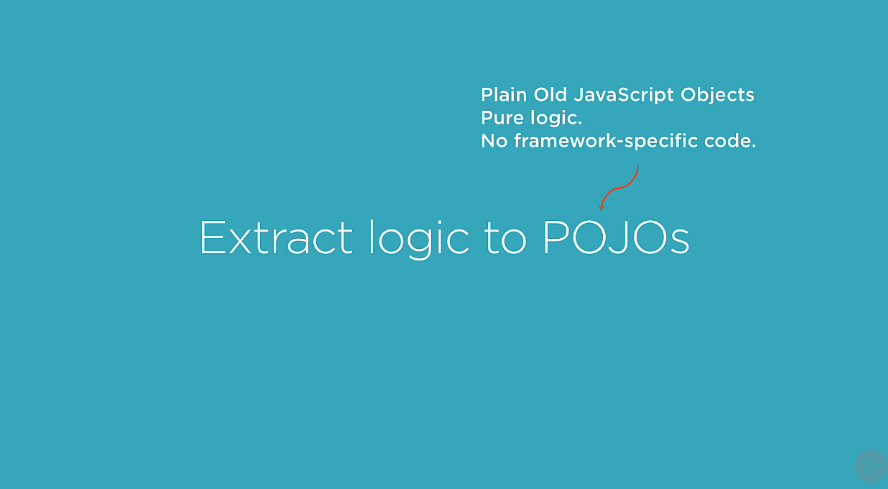 Plain Old JavaScript Objects
Pure logic.
No framework-specific code.
Extract logic to POJOs